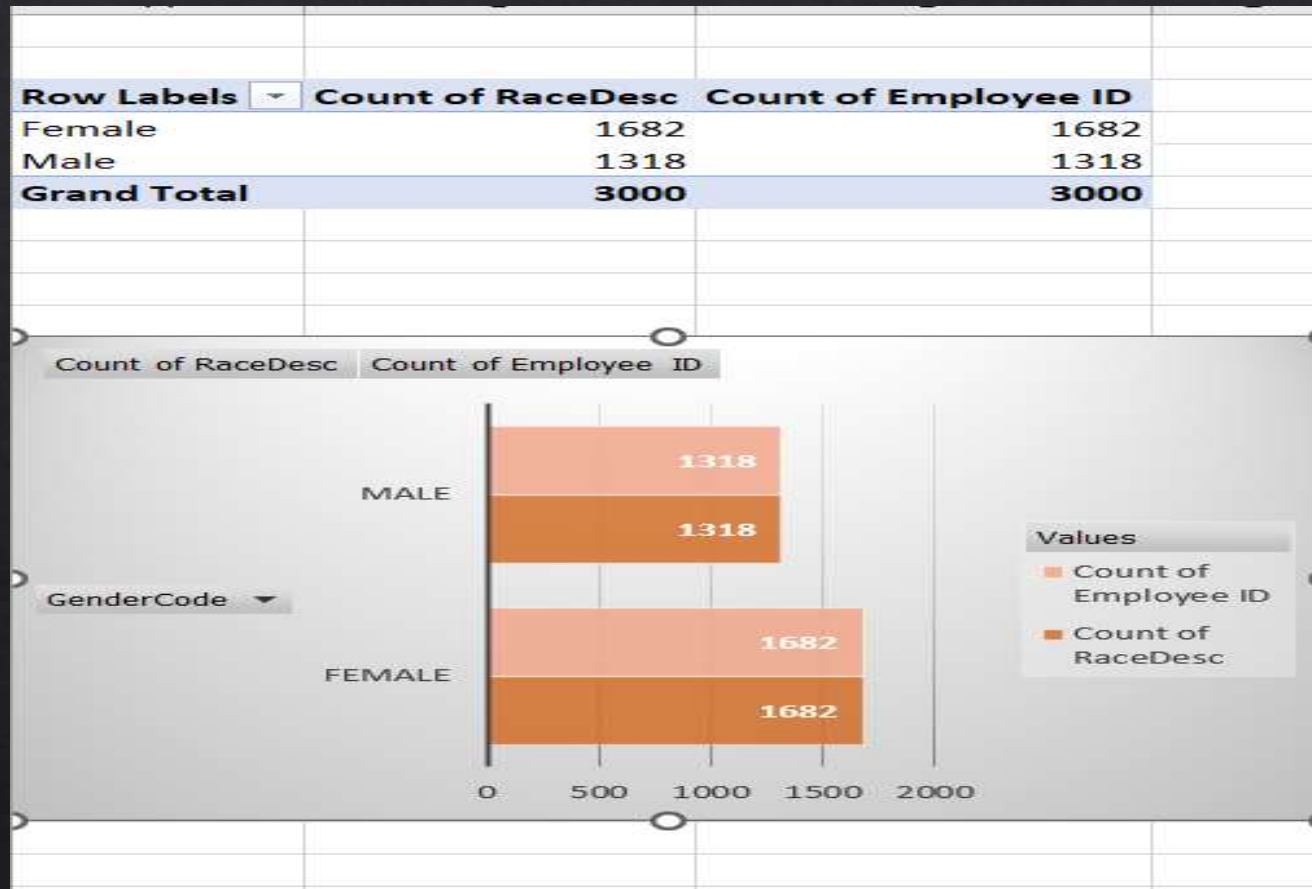 Row Labels Count of RaceDesc Count of Employee ID
Female 1682 1682
Male 1318 1318
Grand Total 3000 3000
Count of RaceDesc Count of Employee ID
1318
MALE
1318
Values
Count of
Employee ID
GenderCode
Count of
RaceDesc
1682
FEMALE
1682
0 500 1000 1500 2000